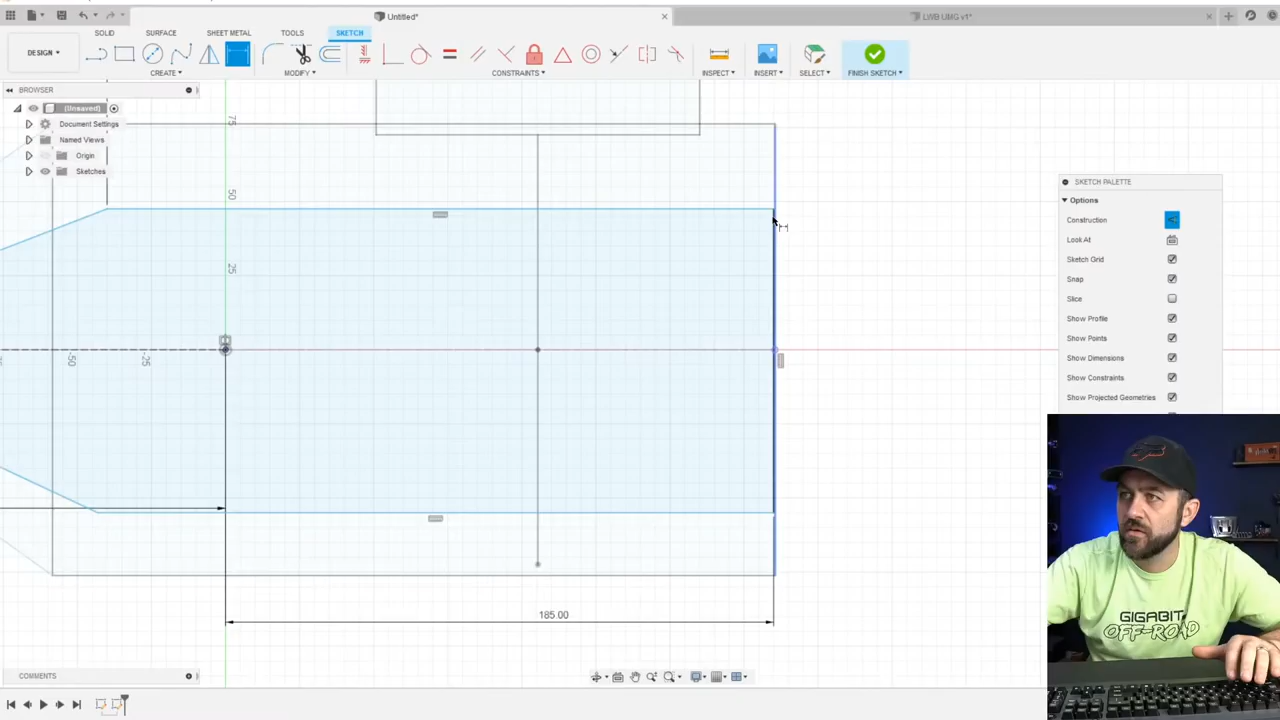 Untitled*
LWB UMG v1*
DESIGN
SOLID
SURFACE
SHEET METAL
TOOLS
SKETCH
CREATE
MODIFY
CONSTRAINTS
INSPECT
INSERT
SELECT
FINISH SKETCH
BROWSER
(Unsaved)
Document Settings
Named Views
Origin
Sketches
75
50
25
-50
-25
185.00
SKETCH PALETTE
Options
Construction
Look At
Sketch Grid
Snap
Slice
Show Profile
Show Points
Show Dimensions
Show Constraints
Show Projected Geometries
GIGABIT
OFF-ROAD
COMMENTS